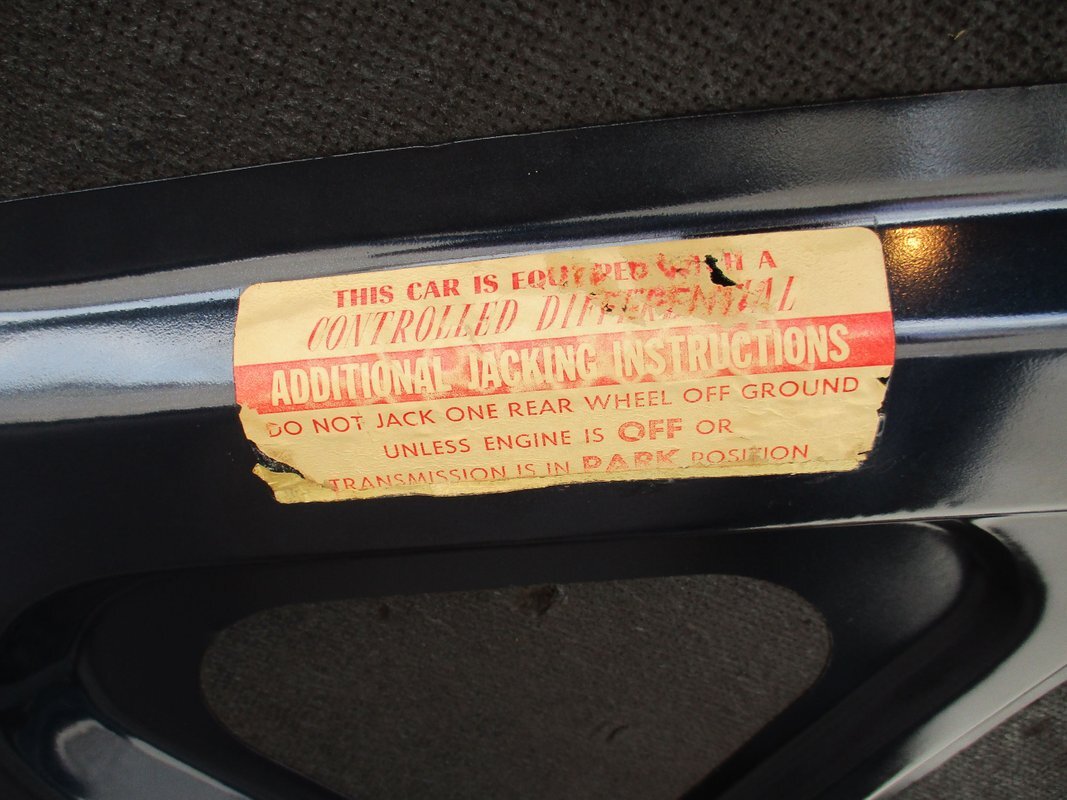 THIS CAR IS EQUIPPED WITH A
CONTROLLED DIFFERENTIAL
ADDITIONAL JACKING INSTRUCTIONS
DO NOT JACK ONE REAR WHEEL OFF GROUND
UNLESS ENGINE IS OFF OR
TRANSMISSION IS IN PARK POSITION